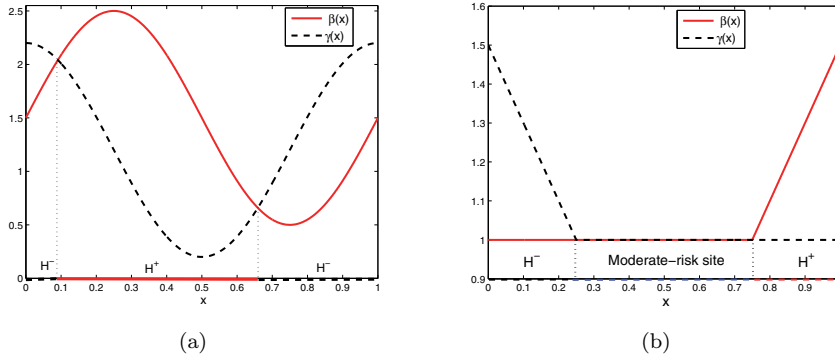 2.5
2
1.5
1
0.5
0
β(x)
γ(x)
H⁻
H⁺
H⁻
0 0.1 0.2 0.3 0.4 0.5 0.6 0.7 0.8 0.9 1
x
(a)
1.6
1.5
1.4
1.3
1.2
1.1
1
0.9
β(x)
γ(x)
H⁻
Moderate−risk site
H⁺
0 0.1 0.2 0.3 0.4 0.5 0.6 0.7 0.8 0.9
x
(b)